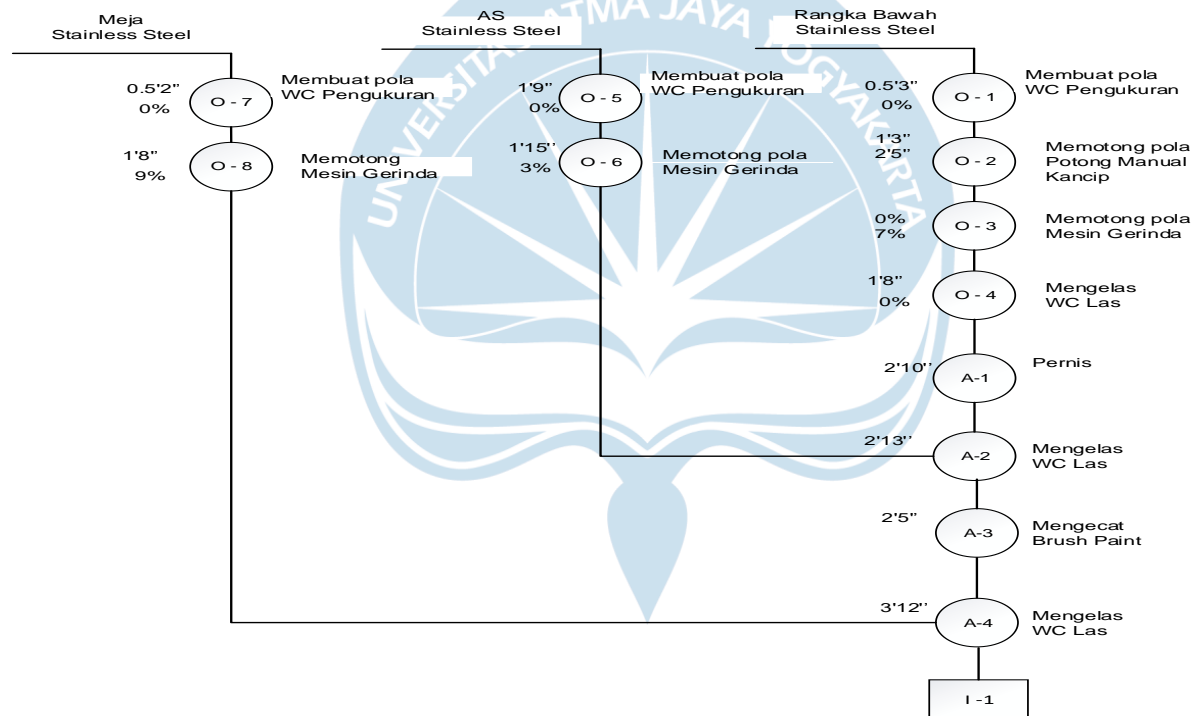 Meja
Stainless Steel
0.5'2"
0%
O - 7
Membuat pola
WC Pengukuran
1'8"
9%
O - 8
Memotong
Mesin Gerinda
AS
Stainless Steel
1'9"
0%
O - 5
Membuat pola
WC Pengukuran
1'15''
3%
O - 6
Memotong pola
Mesin Gerinda
Rangka Bawah
Stainless Steel
0.5'3"
0%
O - 1
Membuat pola
WC Pengukuran
1'3"
2'5"
O - 2
Memotong pola
Potong Manual
Kancip
0%
7%
O - 3
Memotong pola
Mesin Gerinda
1'8"
0%
O - 4
Mengelas
WC Las
2'10''
A-1
Pernis
2'13''
A-2
Mengelas
WC Las
2'5"
A-3
Mengecat
Brush Paint
3'12''
A-4
Mengelas
WC Las
I -1
UNIVERSITAS ATMA JAYA YOGYAKARTA